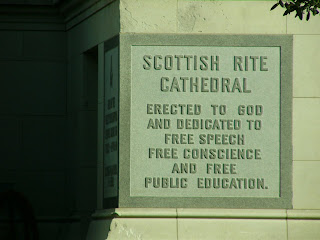 SCOTTISH RITE
CATHEDRAL
ERECTED TO GOD
AND DEDICATED TO
FREE SPEECH
FREE CONSCIENCE
AND FREE
PUBLIC EDUCATION.